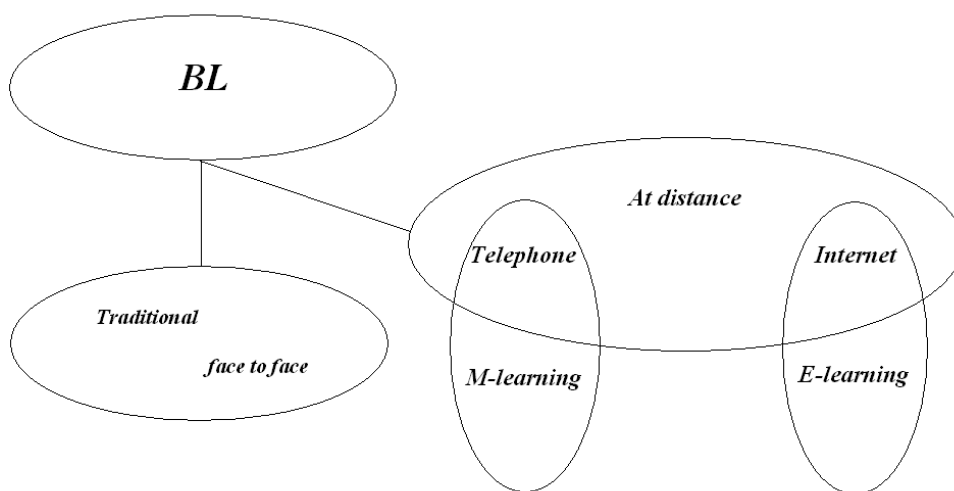 BL
At distance
Telephone
Internet
Traditional
face to face
M-learning
E-learning